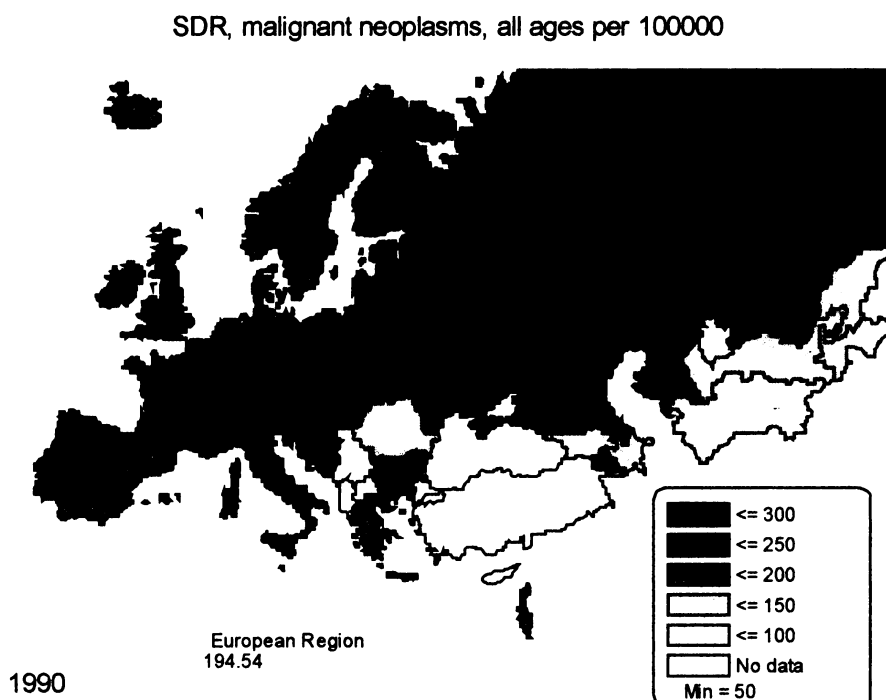 SDR, malignant neoplasms, all ages per 100000
<= 300
<= 250
<= 200
<= 150
<= 100
No data
Min = 50
European Region
194.54
1990